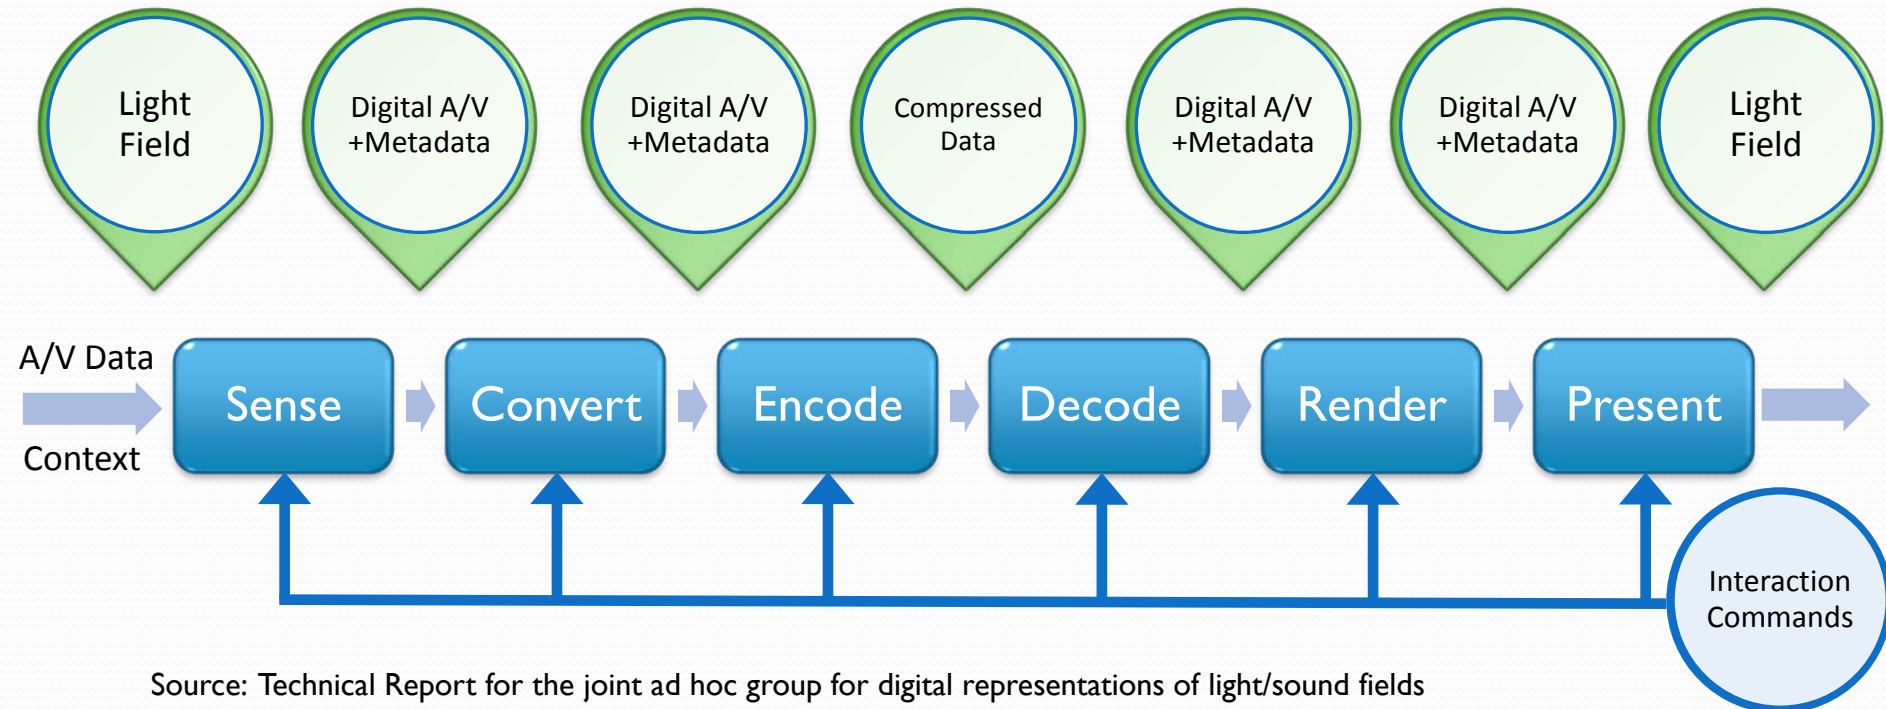 Light
Field
Digital A/V
+Metadata
Digital A/V
+Metadata
Compressed
Data
Digital A/V
+Metadata
Digital A/V
+Metadata
Light
Field
A/V Data
Context
Sense
Convert
Encode
Decode
Render
Present
Interaction
Commands
Source: Technical Report for the joint ad hoc group for digital representations of light/sound fields